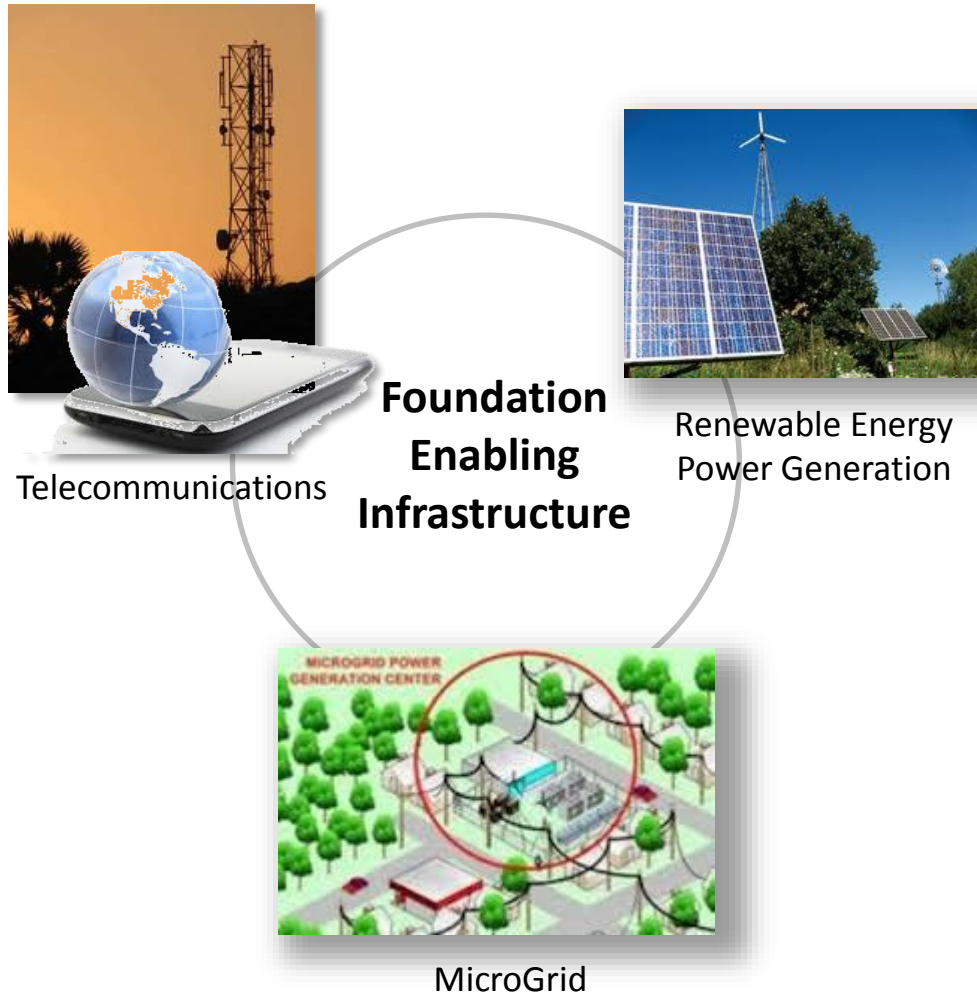 Foundation
Enabling
Infrastructure
Telecommunications
Renewable Energy
Power Generation
MICROGRID POWER
GENERATION CENTER
MicroGrid